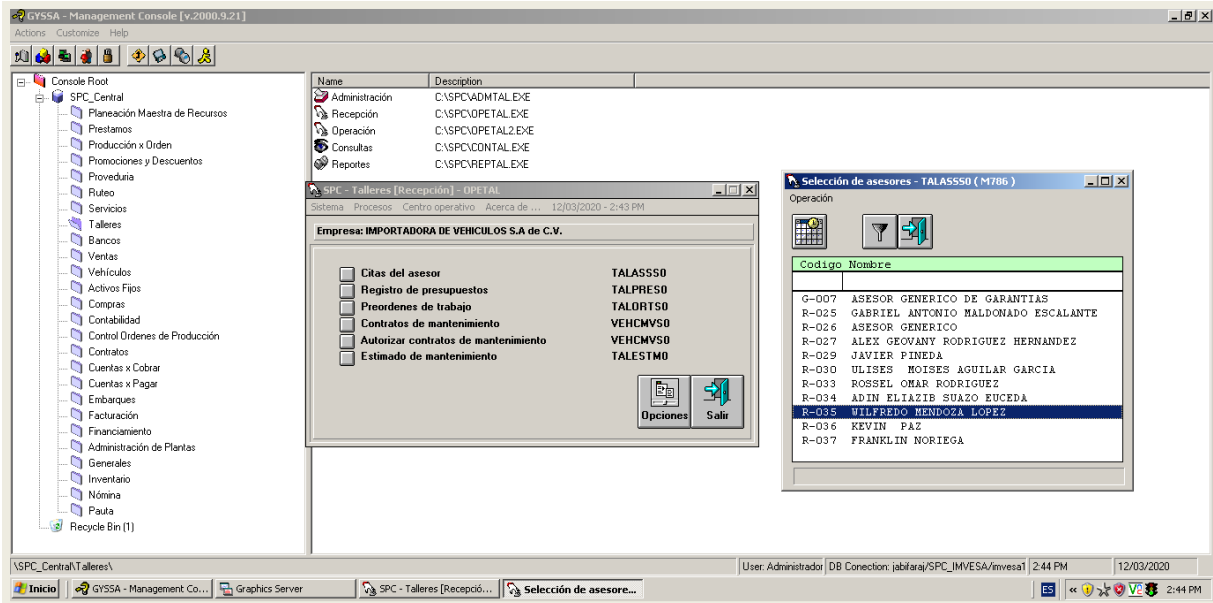 GYSSA - Management Console [v.2000.9.21]
Actions Customize Help
Console Root
SPC_Central
Planeación Maestra de Recursos
Prestamos
Producción x Orden
Promociones y Descuentos
Proveduria
Ruteo
Servicios
Talleres
Bancos
Ventas
Vehículos
Activos Fijos
Compras
Contabilidad
Control Ordenes de Producción
Contratos
Cuentas x Cobrar
Cuentas x Pagar
Embarques
Facturación
Financiamiento
Administración de Plantas
Generales
Inventario
Nómina
Pauta
Recycle Bin (1)
Name Description
Administración C:\SPC\ADMTAL.EXE
Recepción C:\SPC\OPETAL.EXE
Operación C:\SPC\OPETAL2.EXE
Consultas C:\SPC\CONTAL.EXE
Reportes C:\SPC\REPTAL.EXE
SPC - Talleres [Recepción] - OPETAL
Sistema Procesos Centro operativo Acerca de ... 12/03/2020 - 2:43 PM
Empresa: IMPORTADORA DE VEHICULOS S.A de C.V.
Citas del asesor TALASSS0
Registro de presupuestos TALPRES0
Preordenes de trabajo TALORTS0
Contratos de mantenimiento VEHCMVS0
Autorizar contratos de mantenimiento VEHCMVS0
Estimado de mantenimiento TALESTM0
Opciones Salir
Selección de asesores - TALASSS0 ( M786 )
Operación
Codigo Nombre
G-007 ASESOR GENERICO DE GARANTIAS
R-025 GABRIEL ANTONIO MALDONADO ESCALANTE
R-026 ASESOR GENERICO
R-027 ALEX GEOVANY RODRIGUEZ HERNANDEZ
R-029 JAVIER PINEDA
R-030 ULISES MOISES AGUILAR GARCIA
R-033 ROSSEL OMAR RODRIGUEZ
R-034 ADIN ELIAZIB SUAZO EUCEDA
R-035 WILFREDO MENDOZA LOPEZ
R-036 KEVIN PAZ
R-037 FRANKLIN NORIEGA
\SPC_Central\Talleres\
User: Administrador DB Conection: jabifaraj/SPC_IMVESA/imvesa1 2:44 PM 12/03/2020
Inicio GYSSA - Management Co... Graphics Server SPC - Talleres [Recepció... Selección de asesore... ES « 2:44 PM